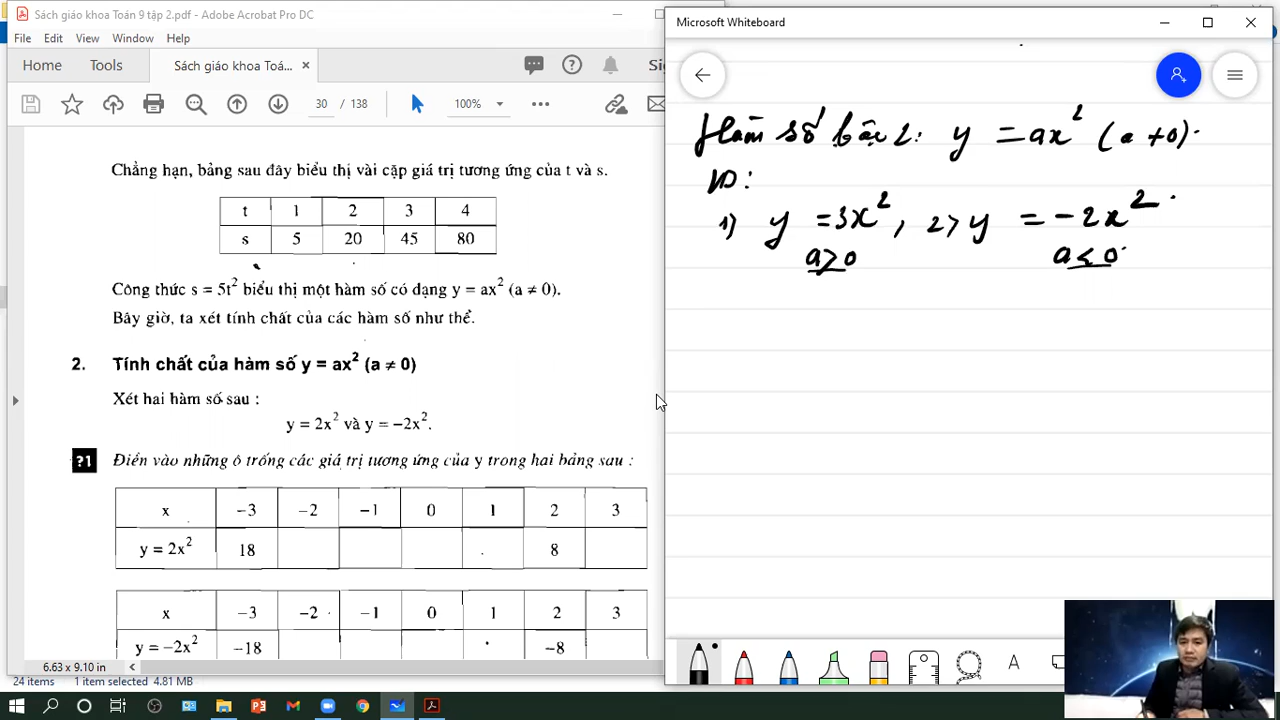 Sách giáo khoa Toán 9 tập 2.pdf - Adobe Acrobat Pro DC
File Edit View Window Help
Home Tools Sách giáo khoa Toá... ×
30 / 138 100%
Chẳng hạn, bảng sau đây biểu thị vài cặp giá trị tương ứng của t và s.
t 1 2 3 4
s 5 20 45 80
Công thức s = 5t² biểu thị một hàm số có dạng y = ax² (a ≠ 0).
Bây giờ, ta xét tính chất của các hàm số như thế.
2. Tính chất của hàm số y = ax² (a ≠ 0)
Xét hai hàm số sau :
y = 2x² và y = −2x².
?1 Điền vào những ô trống các giá trị tương ứng của y trong hai bảng sau :
x −3 −2 −1 0 1 2 3
y = 2x² 18 8
x −3 −2 −1 0 1 2 3
y = −2x² −18 −8
6.63 x 9.10 in
24 items 1 item selected 4.81 MB
Microsoft Whiteboard
Hàm số bậc 2: y = ax² (a ≠ 0).
VD:
1) y = 3x², 2) y = −2x²
a > 0 a < 0